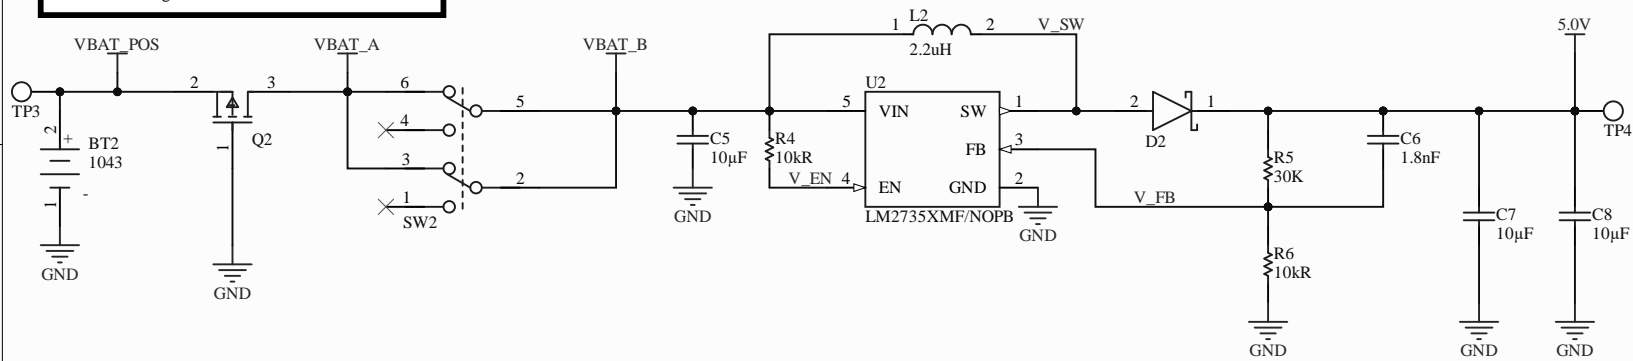 VBAT_POS
VBAT_A
VBAT_B
1
L2
2
V_SW
2.2uH
5.0V
TP3
2
3
Q2
1
GND
2
+
BT2
1043
-
1
GND
6
5
4
3
2
1
SW2
C5
10µF
GND
R4
10kR
V_EN
U2
5
VIN
SW
1
FB
3
4
EN
GND
2
LM2735XMF/NOPB
GND
2
1
D2
V_FB
R5
30K
C6
1.8nF
R6
10kR
GND
C7
10µF
GND
C8
10µF
GND
TP4